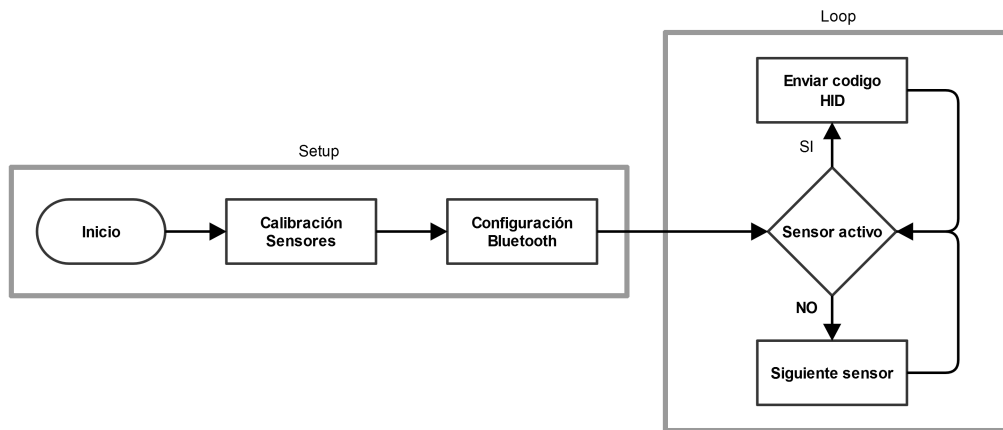 Loop
Enviar codigo
HID
SI
Setup
Inicio
Calibración
Sensores
Configuración
Bluetooth
Sensor activo
NO
Siguiente sensor